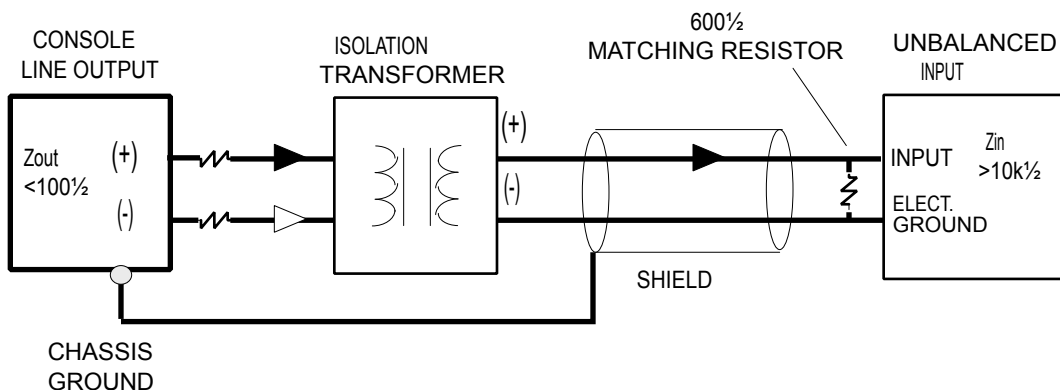 CONSOLE
LINE OUTPUT
ISOLATION
TRANSFORMER
600½
MATCHING RESISTOR
UNBALANCED
INPUT
Zout
<100½
(+)
(-)
(+)
(-)
INPUT
Zin
>10k½
ELECT.
GROUND
SHIELD
CHASSIS
GROUND